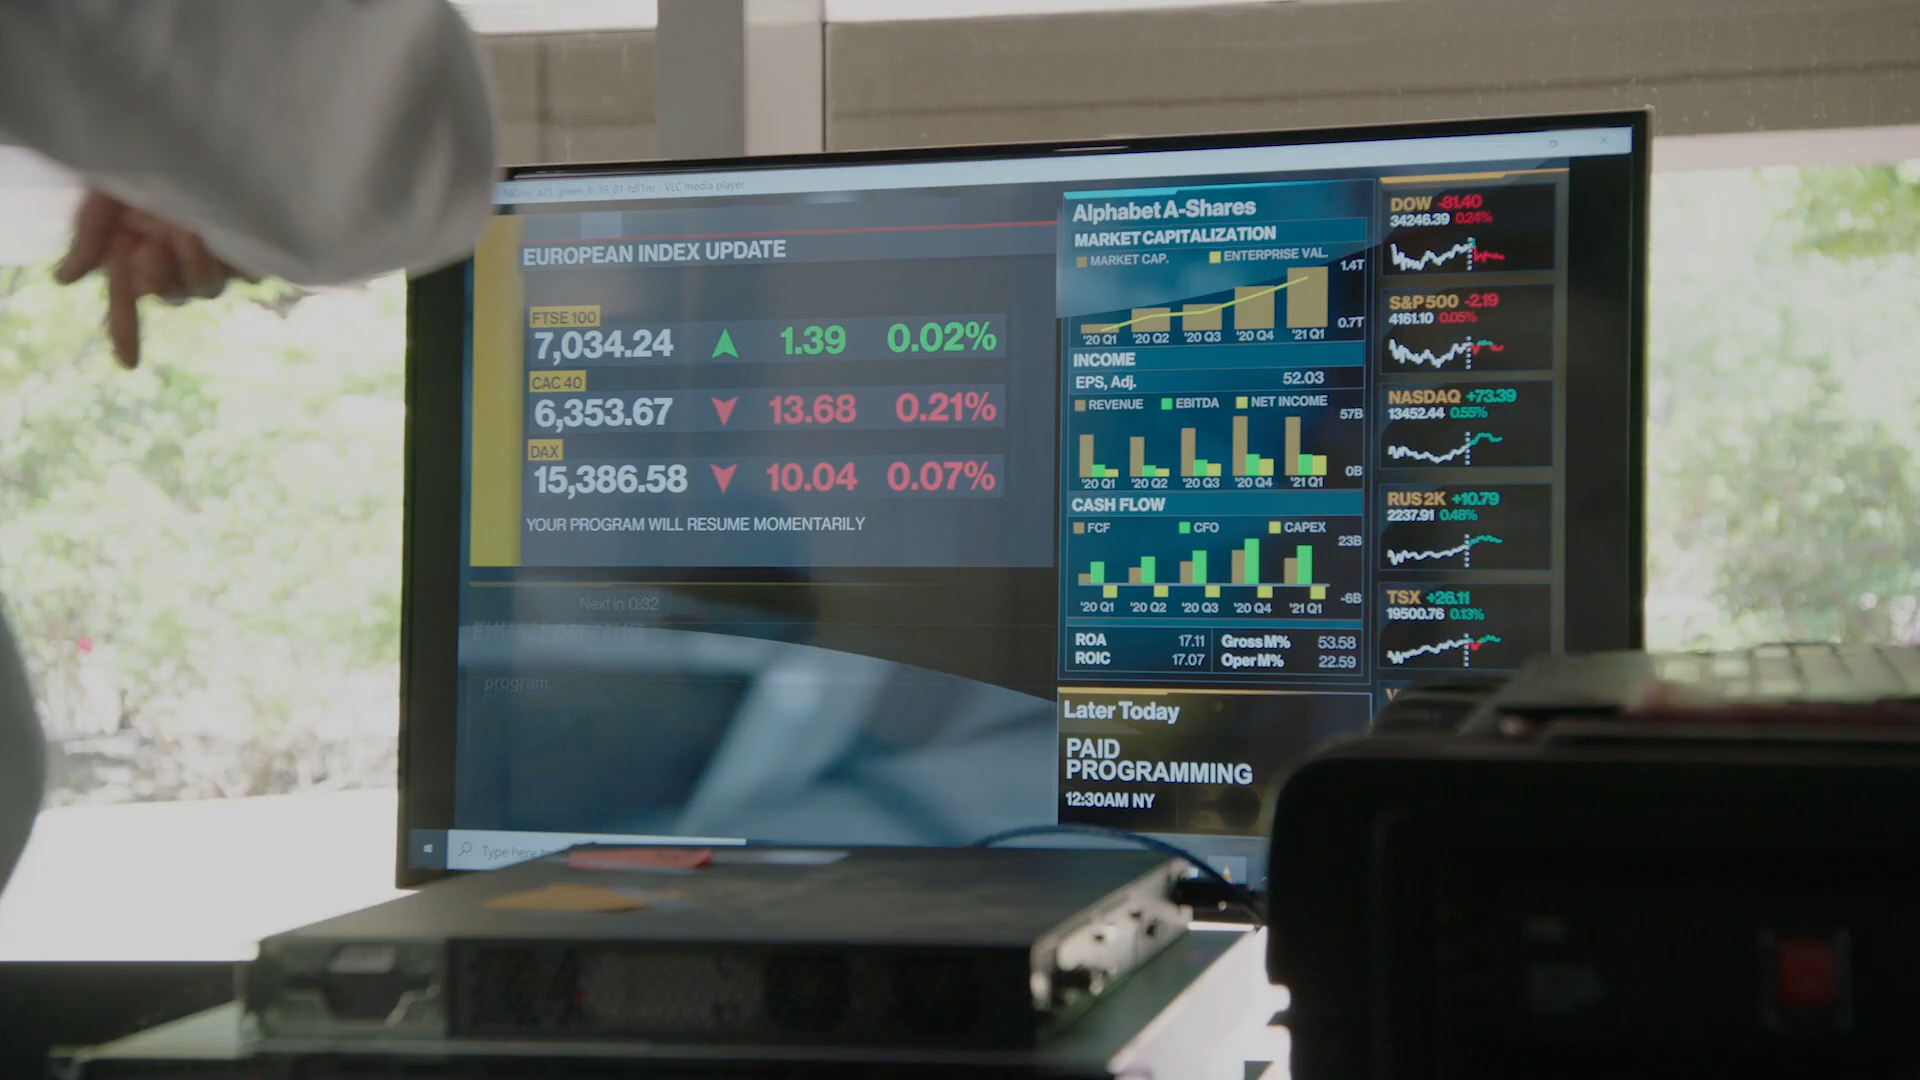 VLC media player
EUROPEAN INDEX UPDATE
FTSE 100
7,034.24 1.39 0.02%
CAC 40
6,353.67 13.68 0.21%
DAX
15,386.58 10.04 0.07%
YOUR PROGRAM WILL RESUME MOMENTARILY
Next in 0:32
program.
Type here
Alphabet A-Shares
MARKET CAPITALIZATION
MARKET CAP. ENTERPRISE VAL.
1.4T
0.7T
'20 Q1 '20 Q2 '20 Q3 '20 Q4 '21 Q1
INCOME
EPS, Adj. 52.03
REVENUE EBITDA NET INCOME
57B
0B
'20 Q1 '20 Q2 '20 Q3 '20 Q4 '21 Q1
CASH FLOW
FCF CFO CAPEX
23B
-6B
'20 Q1 '20 Q2 '20 Q3 '20 Q4 '21 Q1
ROA 17.11 Gross M% 53.58
ROIC 17.07 Oper M% 22.59
Later Today
PAID
PROGRAMMING
12:30AM NY
DOW -81.40
34246.39 0.24%
S&P 500 -2.19
4161.10 0.05%
NASDAQ +73.39
13452.44 0.55%
RUS 2K +10.79
2237.91 0.48%
TSX +26.11
19500.76 0.13%